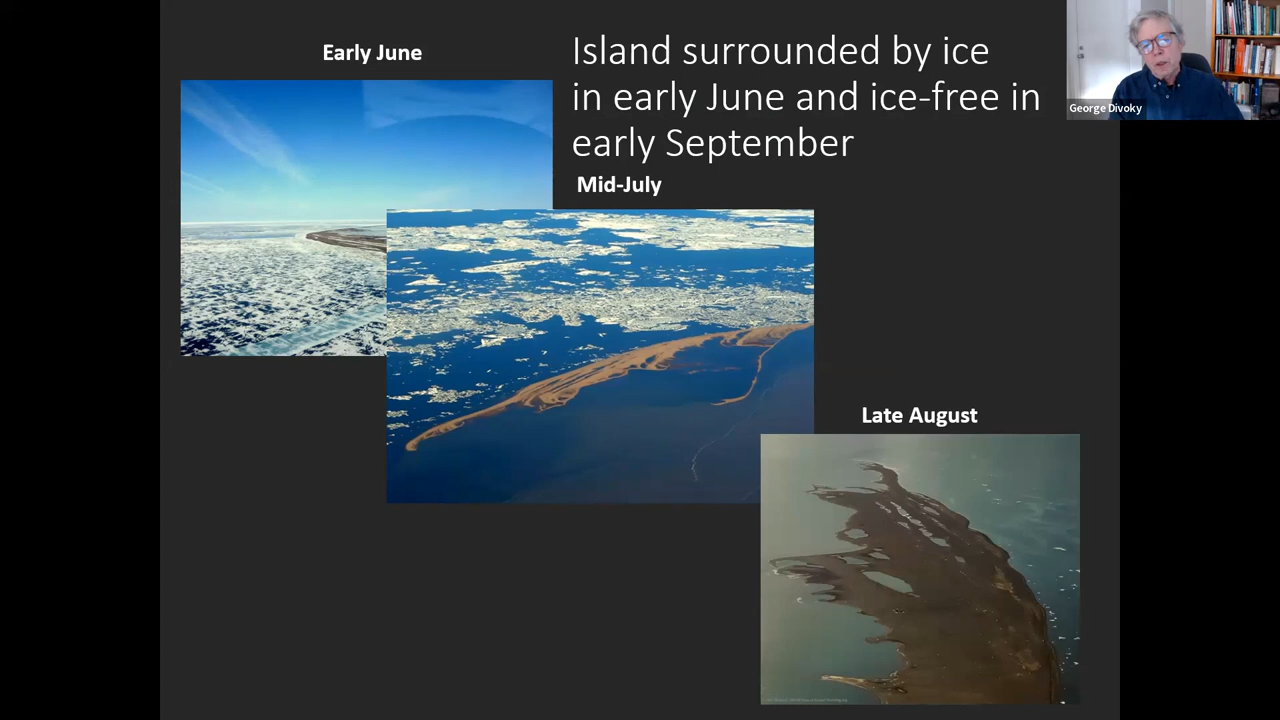 Early June
Island surrounded by ice
in early June and ice-free in
early September
George Divoky
Mid-July
Late August